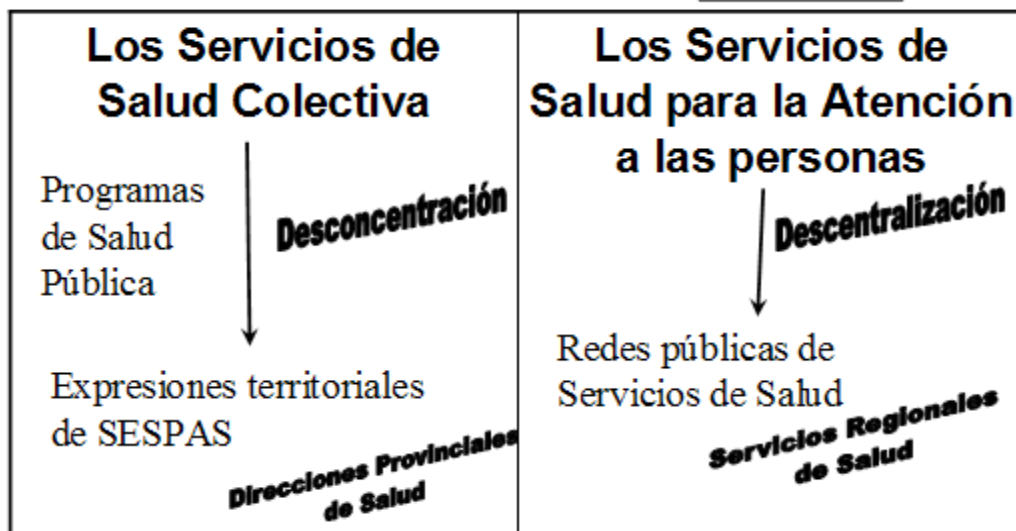 Los Servicios de
Salud Colectiva
Programas
de Salud
Pública
Desconcentración
Expresiones territoriales
de SESPAS
Direcciones Provinciales
de Salud
Los Servicios de
Salud para la Atención
a las personas
Descentralización
Redes públicas de
Servicios de Salud
Servicios Regionales
de Salud